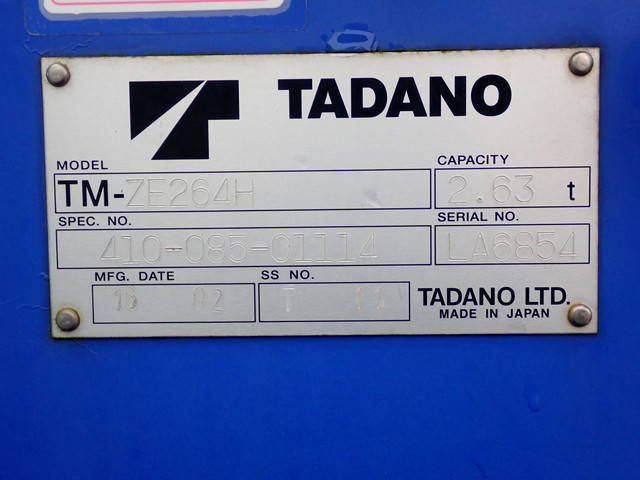 TADANO
MODEL
TM-ZE264H
CAPACITY
2.63 t
SPEC. NO.
410-085-01114
SERIAL NO.
LA6854
MFG. DATE
02
SS NO.
TADANO LTD.
MADE IN JAPAN